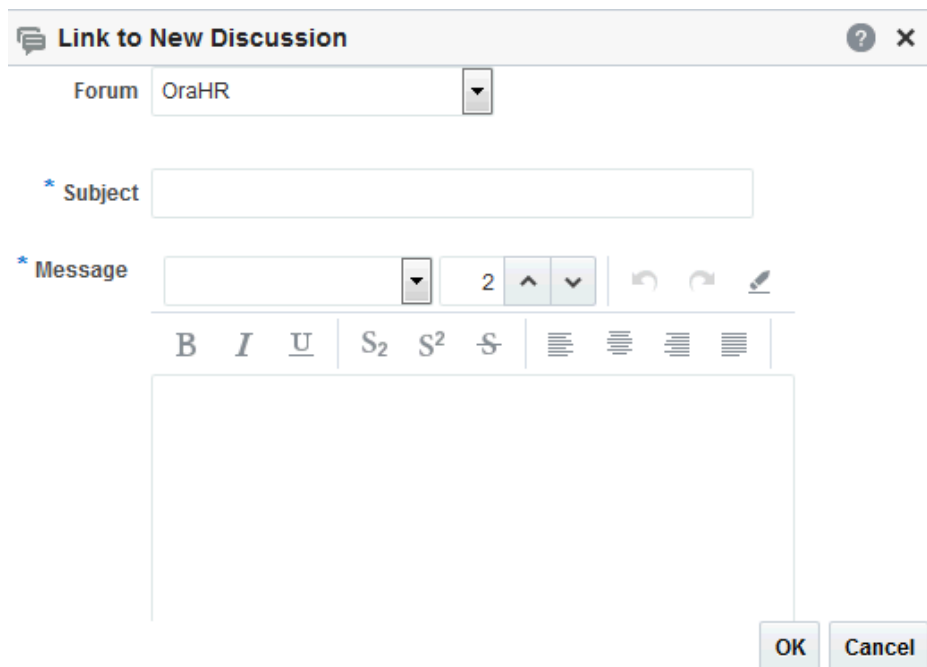 Link to New Discussion ?
Forum OraHR
* Subject
* Message 2
B I U S2 S² S
OK Cancel